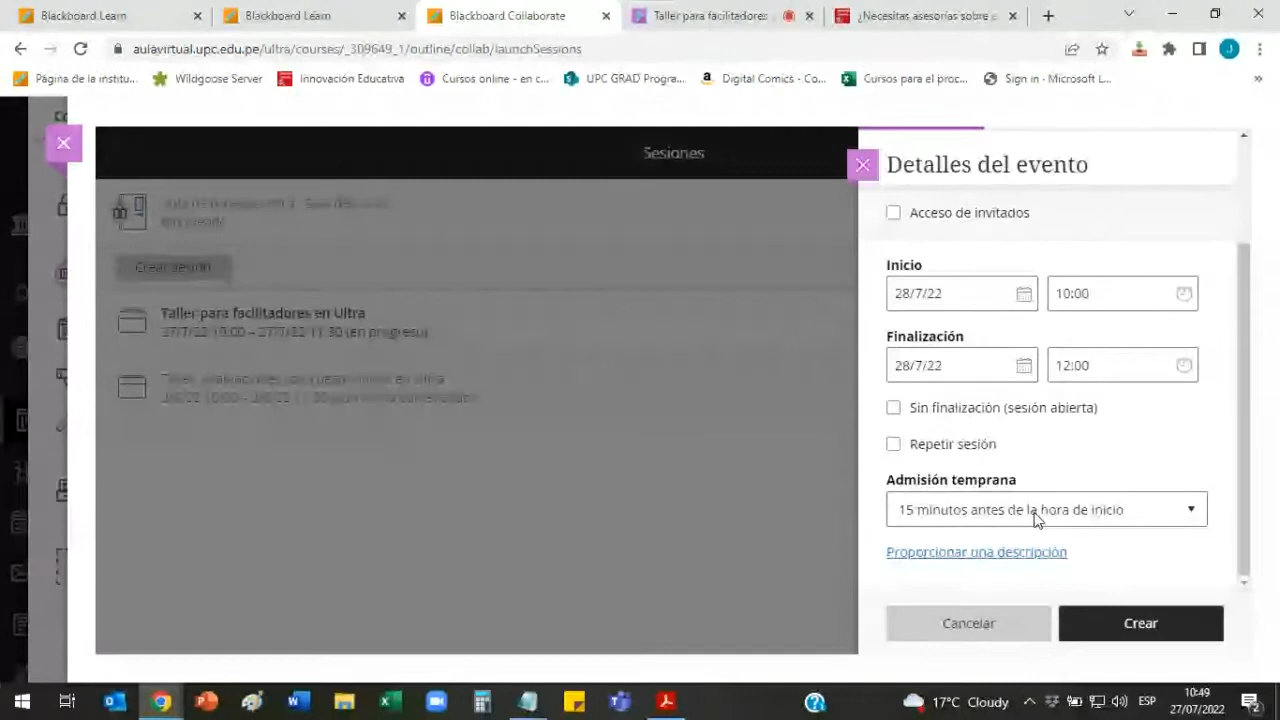 Blackboard Learn
Blackboard Learn
Blackboard Collaborate
Taller para facilitadores
¿Necesitas asesorías sobre e
aulavirtual.upc.edu.pe/ultra/courses/_309649_1/outline/collab/launchSessions
J
Página de la institu...
Wildgoose Server
Innovación Educativa
Cursos online - en c...
UPC GRAD Progra...
Digital Comics - Co...
Cursos para el proc...
Sign in - Microsoft L...
»
Sesiones
Detalles del evento
Acceso de invitados
Crear sesión
Inicio
28/7/22
10:00
Taller para facilitadores en Ultra
27/7/22 10:00 – 27/7/22 11:30 (en progreso)
Finalización
28/7/22
12:00
Sin finalización (sesión abierta)
Repetir sesión
Admisión temprana
15 minutos antes de la hora de inicio
Proporcionar una descripción
Cancelar
Crear
17°C Cloudy
ESP
10:49
27/07/2022
2